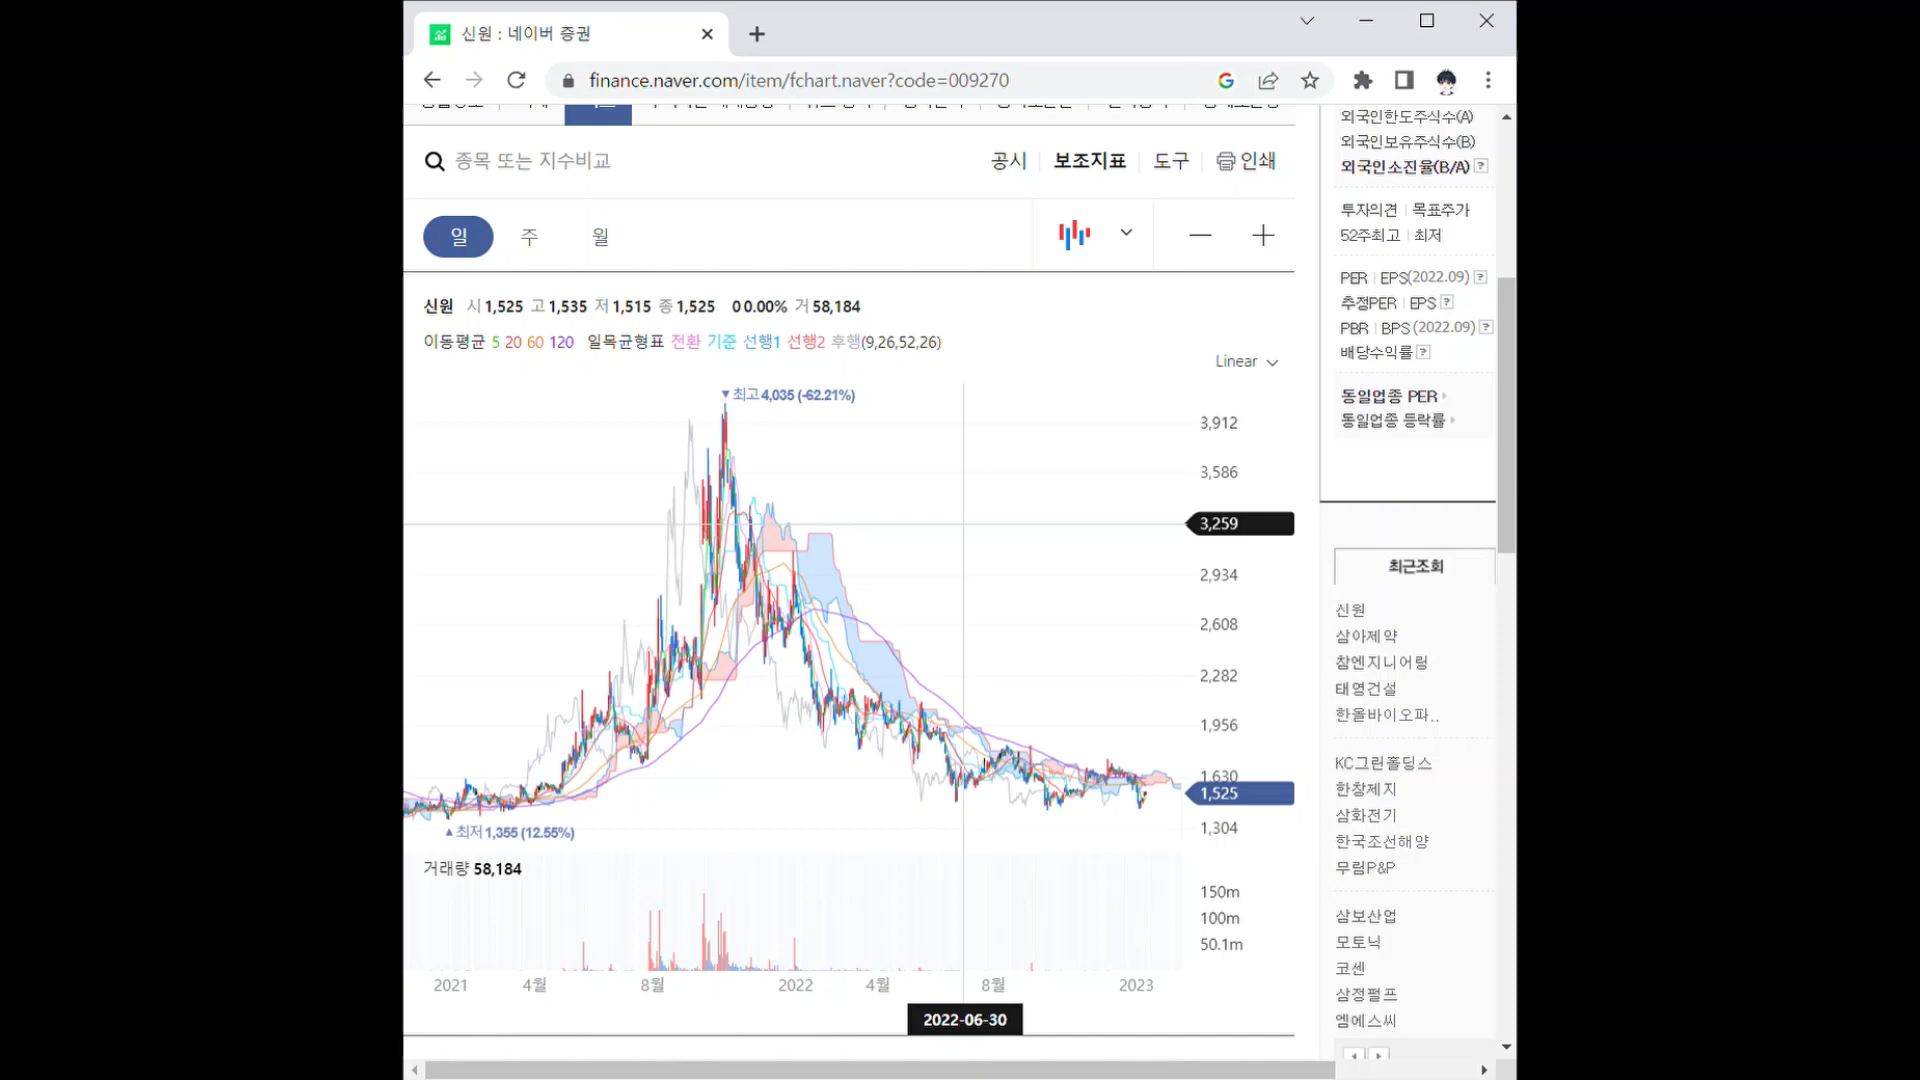 신원 : 네이버 증권
finance.naver.com/item/fchart.naver?code=009270
종목 또는 지수비교
공시 보조지표 도구 인쇄
일 주 월
신원 시 1,525 고 1,535 저 1,515 종 1,525 0 0.00% 거 58,184
이동평균 5 20 60 120 일목균형표 전환 기준 선행1 선행2 후행(9,26,52,26)
Linear
▼최고 4,035 (-62.21%)
3,912
3,586
3,259
2,934
2,608
2,282
1,956
1,630
1,525
1,304
▲최저 1,355 (12.55%)
거래량 58,184
150m
100m
50.1m
2021 4월 8월 2022 4월 8월 2023
2022-06-30
외국인한도주식수(A)
외국인보유주식수(B)
외국인소진율(B/A) ?
투자의견 | 목표주가
52주최고 | 최저
PER | EPS(2022.09) ?
추정PER | EPS ?
PBR | BPS (2022.09) ?
배당수익률 ?
동일업종 PER
동일업종 등락률
최근조회
신원
삼아제약
참엔지니어링
태영건설
한올바이오파..
KC그린홀딩스
한창제지
삼화전기
한국조선해양
무림P&P
삼보산업
모토닉
코센
삼정펄프
엠에스씨